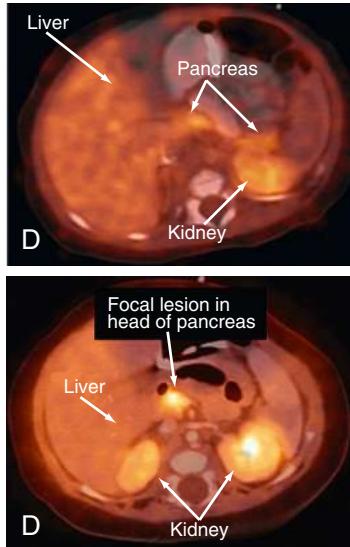 Liver
Pancreas
Kidney
D
Focal lesion in
head of pancreas
Liver
Kidney
D